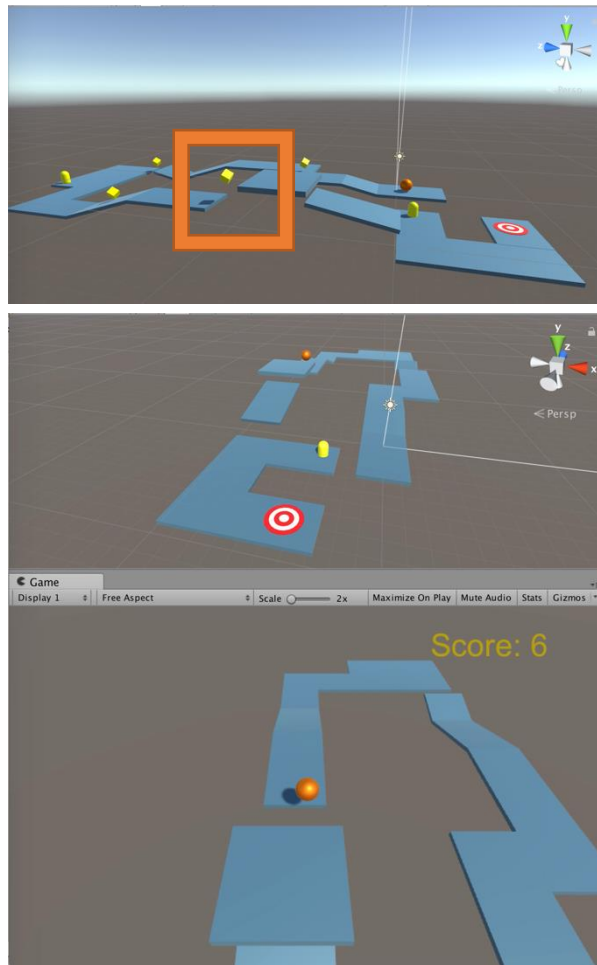 y
z
Persp
y
z
x
Persp
Game
Display 1 Free Aspect Scale 2x Maximize On Play Mute Audio Stats Gizmos
Score: 6